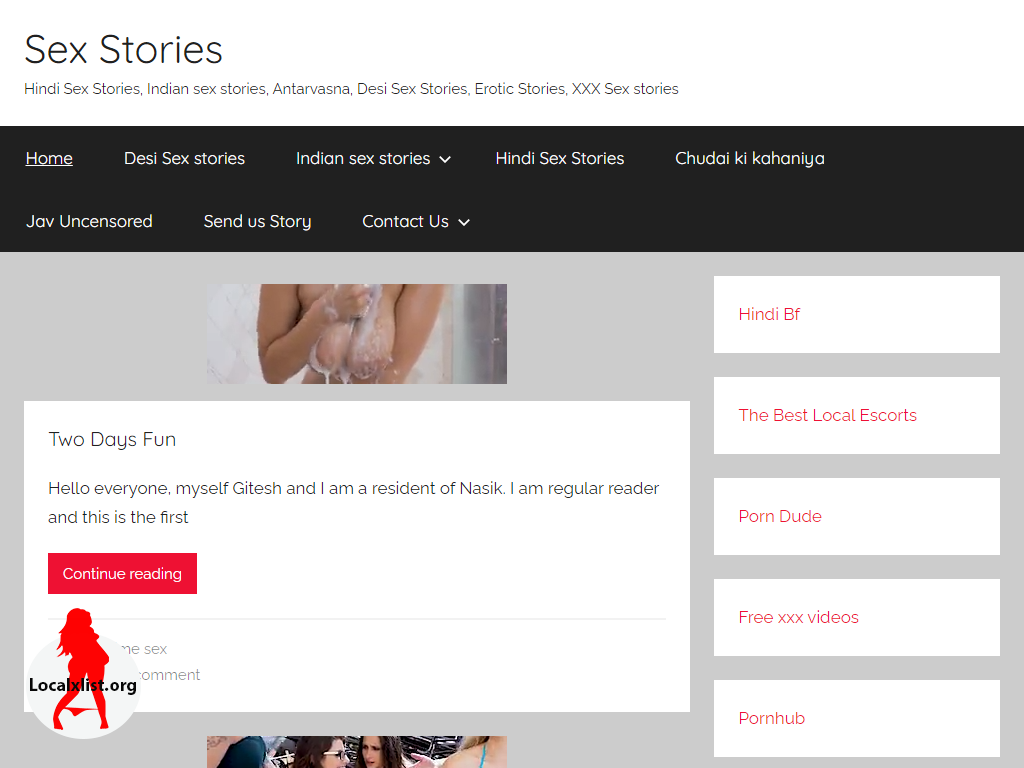 Sex Stories
Hindi Sex Stories, Indian sex stories, Antarvasna, Desi Sex Stories, Erotic Stories, XXX Sex stories
Home Desi Sex stories Indian sex stories Hindi Sex Stories Chudai ki kahaniya
Jav Uncensored Send us Story Contact Us
Two Days Fun
Hello everyone, myself Gitesh and I am a resident of Nasik. I am regular reader
and this is the first
Continue reading
sex
comment
Localxlist.org
Hindi Bf
The Best Local Escorts
Porn Dude
Free xxx videos
Pornhub